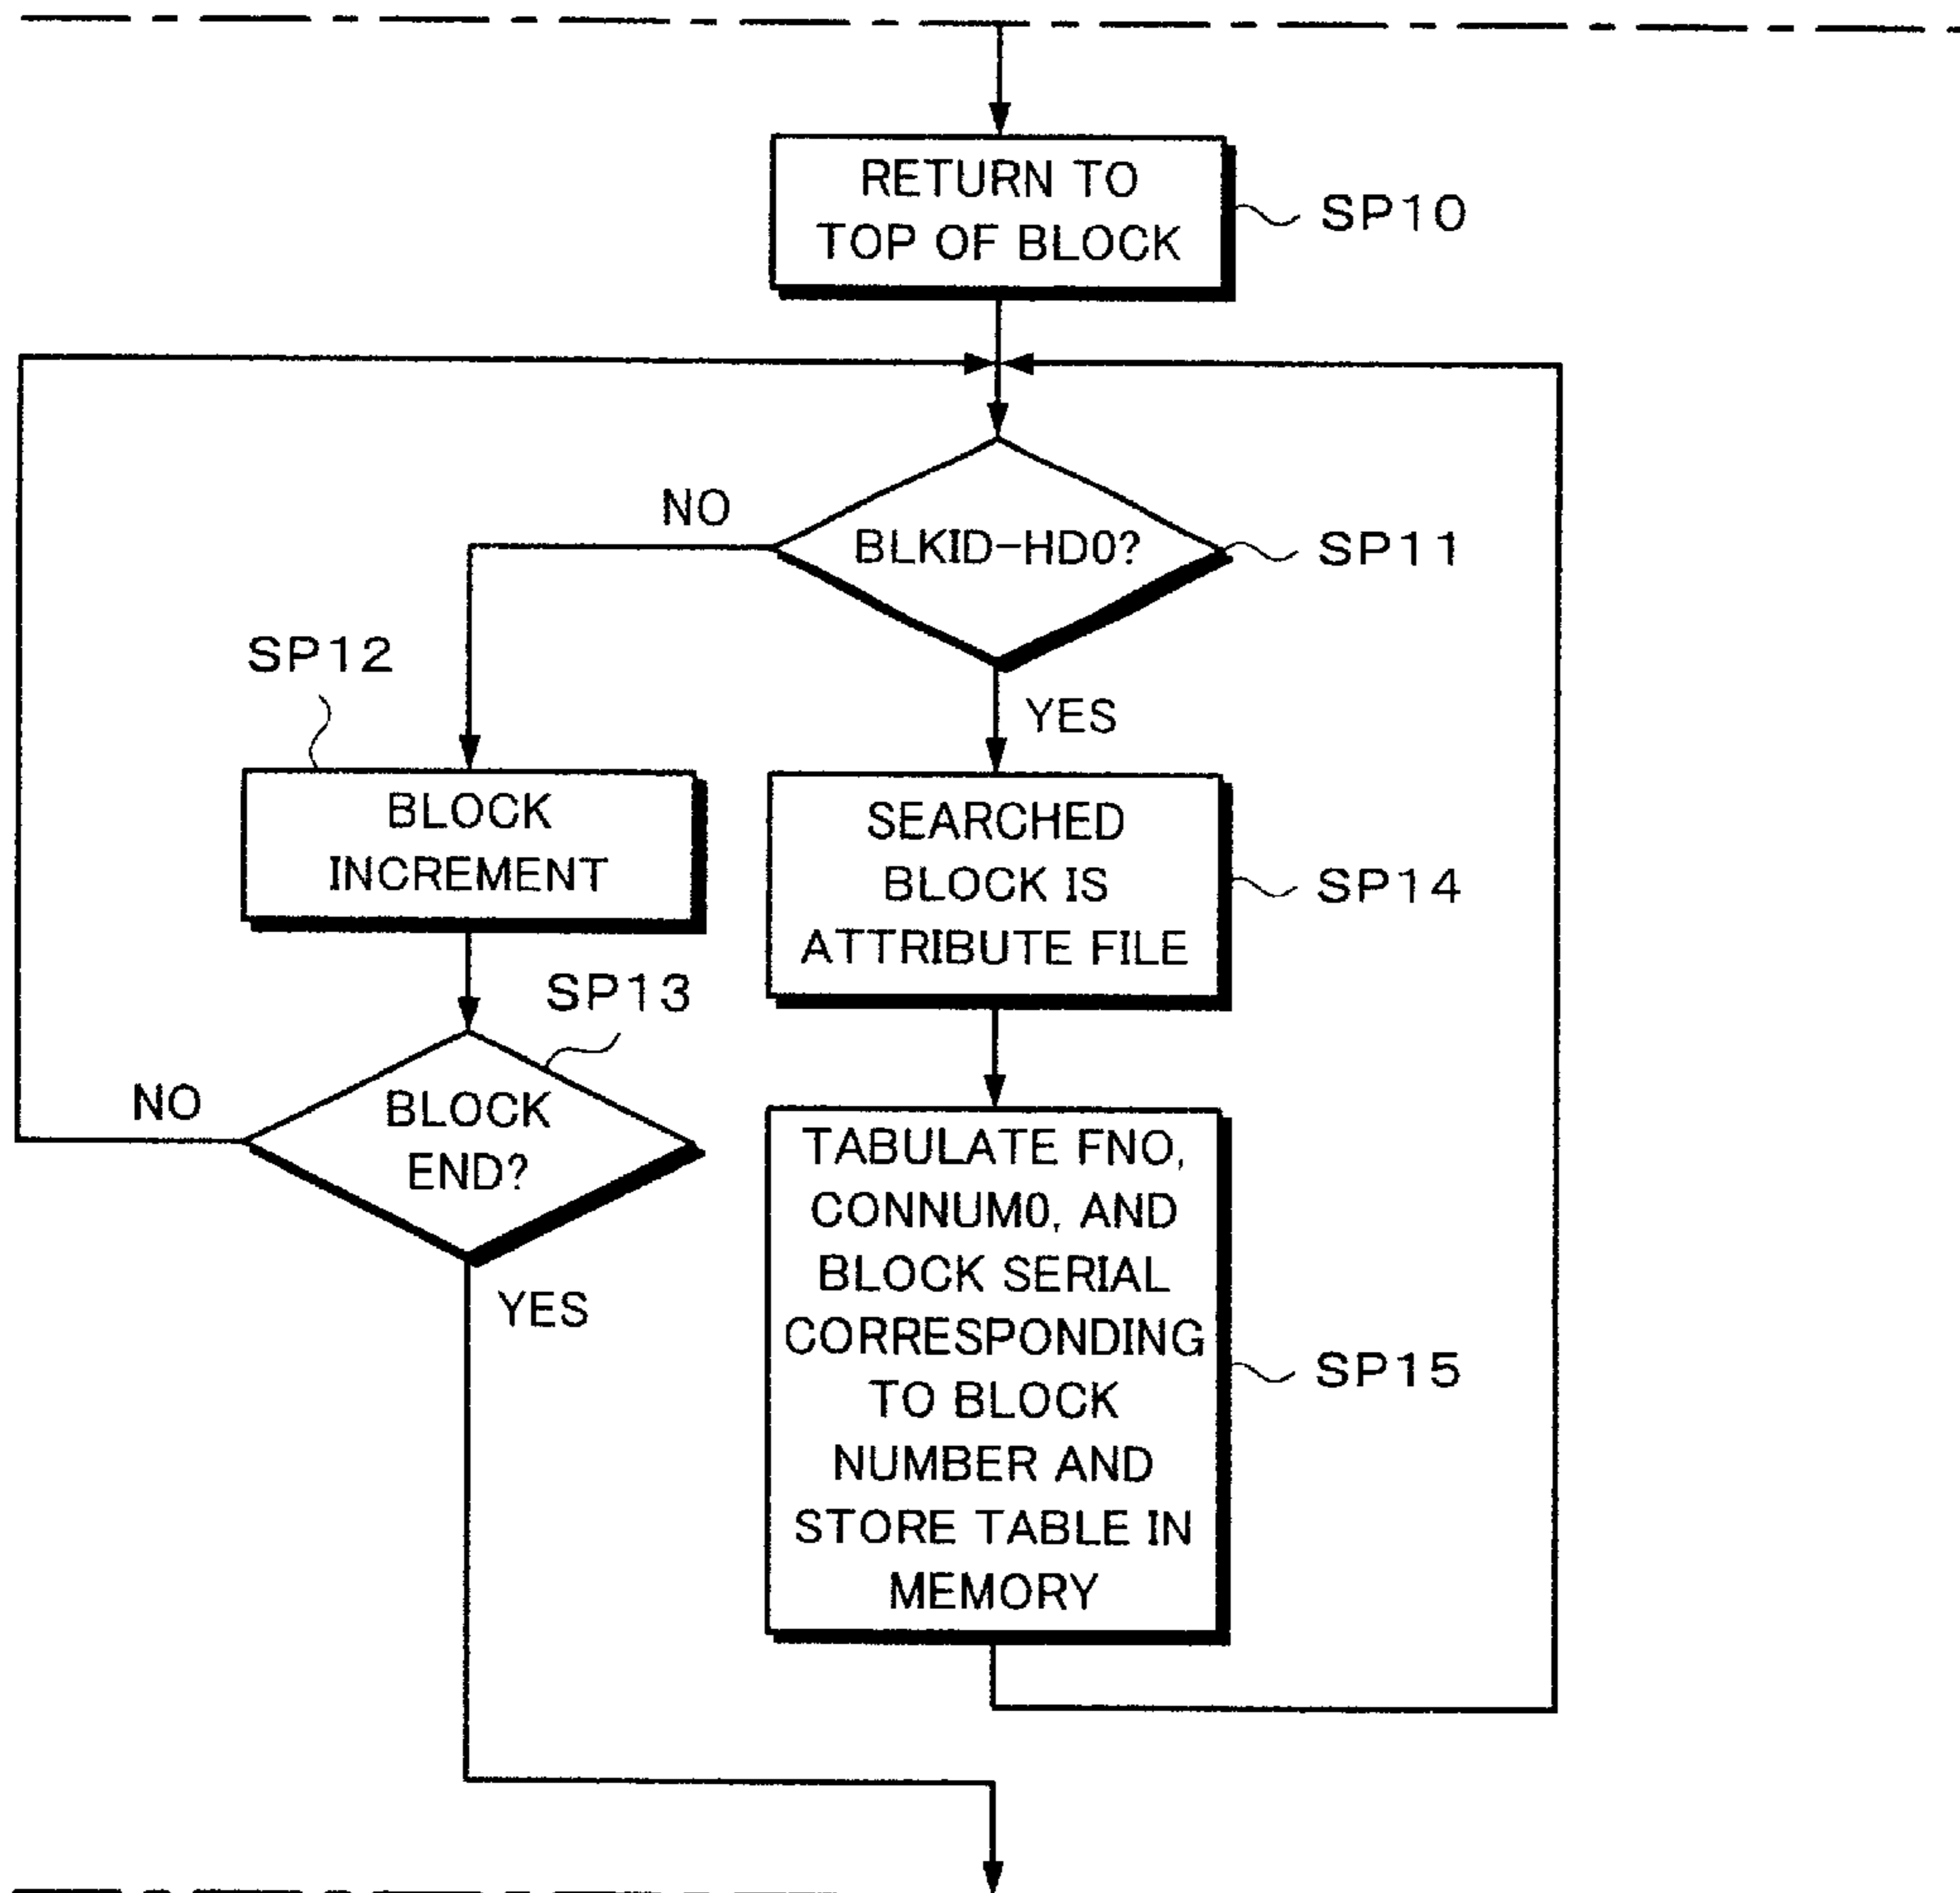 RETURN TO
TOP OF BLOCK
SP10
NO
BLKID-HD0?
SP11
YES
SP12
BLOCK
INCREMENT
SEARCHED
BLOCK IS
ATTRIBUTE FILE
SP14
SP13
NO
BLOCK
END?
YES
TABULATE FNO,
CONNUM0, AND
BLOCK SERIAL
CORRESPONDING
TO BLOCK
NUMBER AND
STORE TABLE IN
MEMORY
SP15